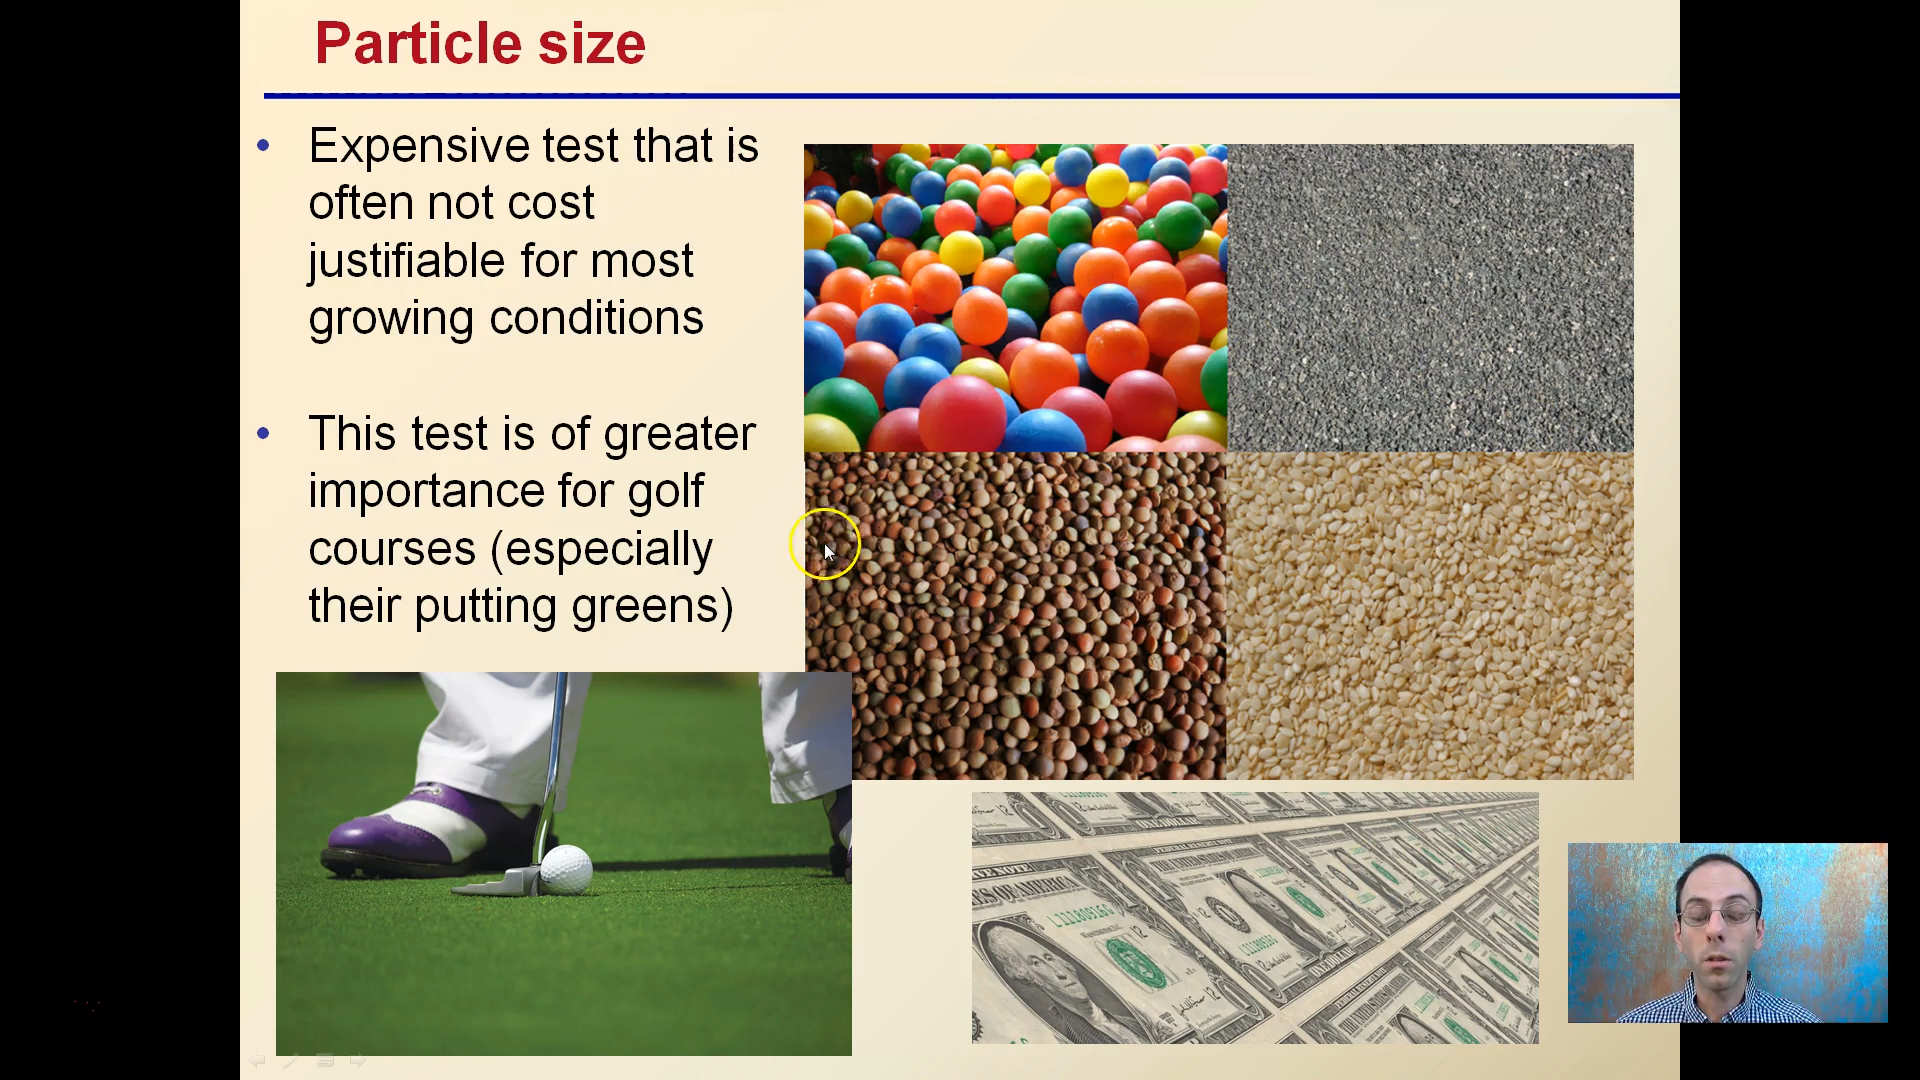 Particle size
• Expensive test that is
often not cost
justifiable for most
growing conditions
• This test is of greater
importance for golf
courses (especially
their putting greens)